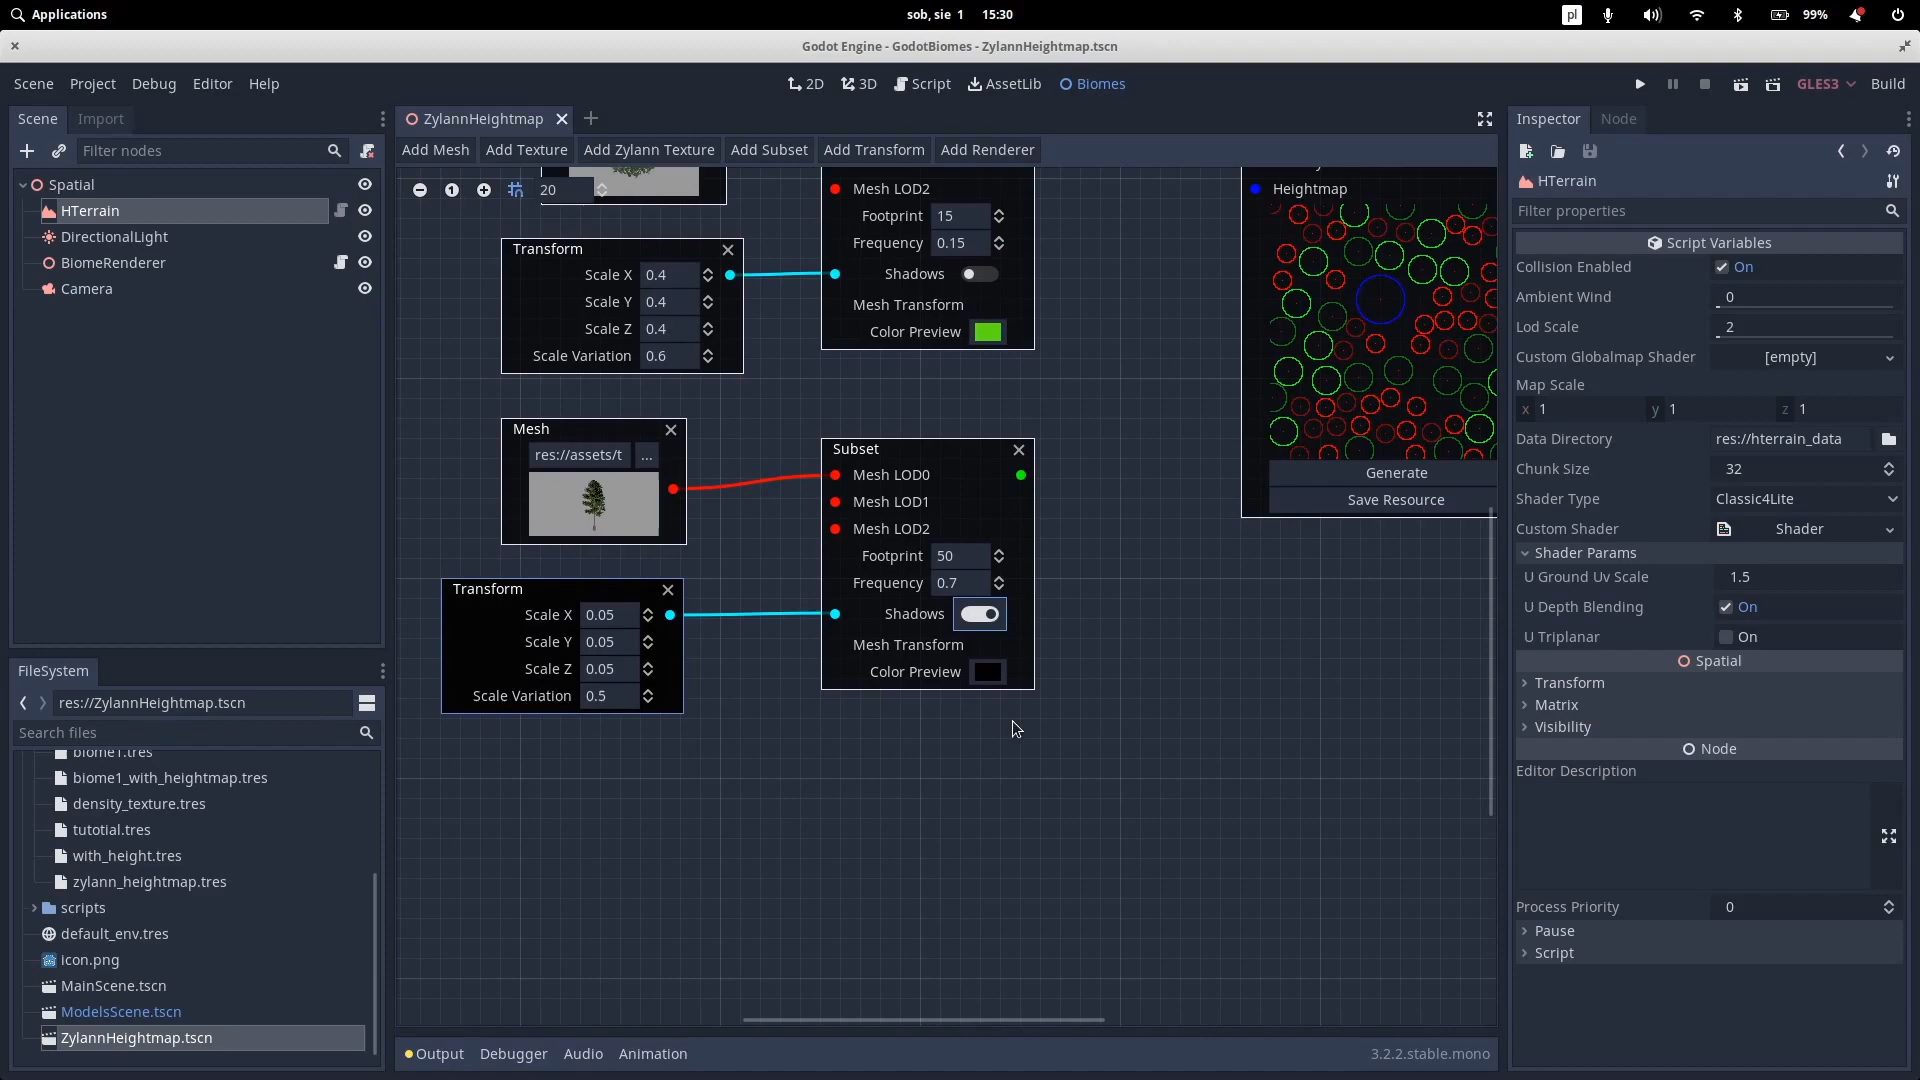 Applications
sob, sie 1 15:30
pl
99%
Godot Engine - GodotBiomes - ZylannHeightmap.tscn
Scene Project Debug Editor Help
2D 3D Script AssetLib Biomes
GLES3 Build
Scene Import
Filter nodes
Spatial
HTerrain
DirectionalLight
BiomeRenderer
Camera
FileSystem
res://ZylannHeightmap.tscn
Search files
biome1.tres
biome1_with_heightmap.tres
density_texture.tres
tutotial.tres
with_height.tres
zylann_heightmap.tres
scripts
default_env.tres
icon.png
MainScene.tscn
ModelsScene.tscn
ZylannHeightmap.tscn
ZylannHeightmap
Add Mesh Add Texture Add Zylann Texture Add Subset Add Transform Add Renderer
1
20
Transform
Scale X 0.4
Scale Y 0.4
Scale Z 0.4
Scale Variation 0.6
Mesh LOD2
Footprint 15
Frequency 0.15
Shadows
Mesh Transform
Color Preview
Heightmap
Generate
Save Resource
Mesh
res://assets/t ...
Transform
Scale X 0.05
Scale Y 0.05
Scale Z 0.05
Scale Variation 0.5
Subset
Mesh LOD0
Mesh LOD1
Mesh LOD2
Footprint 50
Frequency 0.7
Shadows
Mesh Transform
Color Preview
Output Debugger Audio Animation
3.2.2.stable.mono
Inspector Node
HTerrain
Filter properties
Script Variables
Collision Enabled On
Ambient Wind 0
Lod Scale 2
Custom Globalmap Shader [empty]
Map Scale
x 1 y 1 z 1
Data Directory res://hterrain_data
Chunk Size 32
Shader Type Classic4Lite
Custom Shader Shader
Shader Params
U Ground Uv Scale 1.5
U Depth Blending On
U Triplanar On
Spatial
Transform
Matrix
Visibility
Node
Editor Description
Process Priority 0
Pause
Script